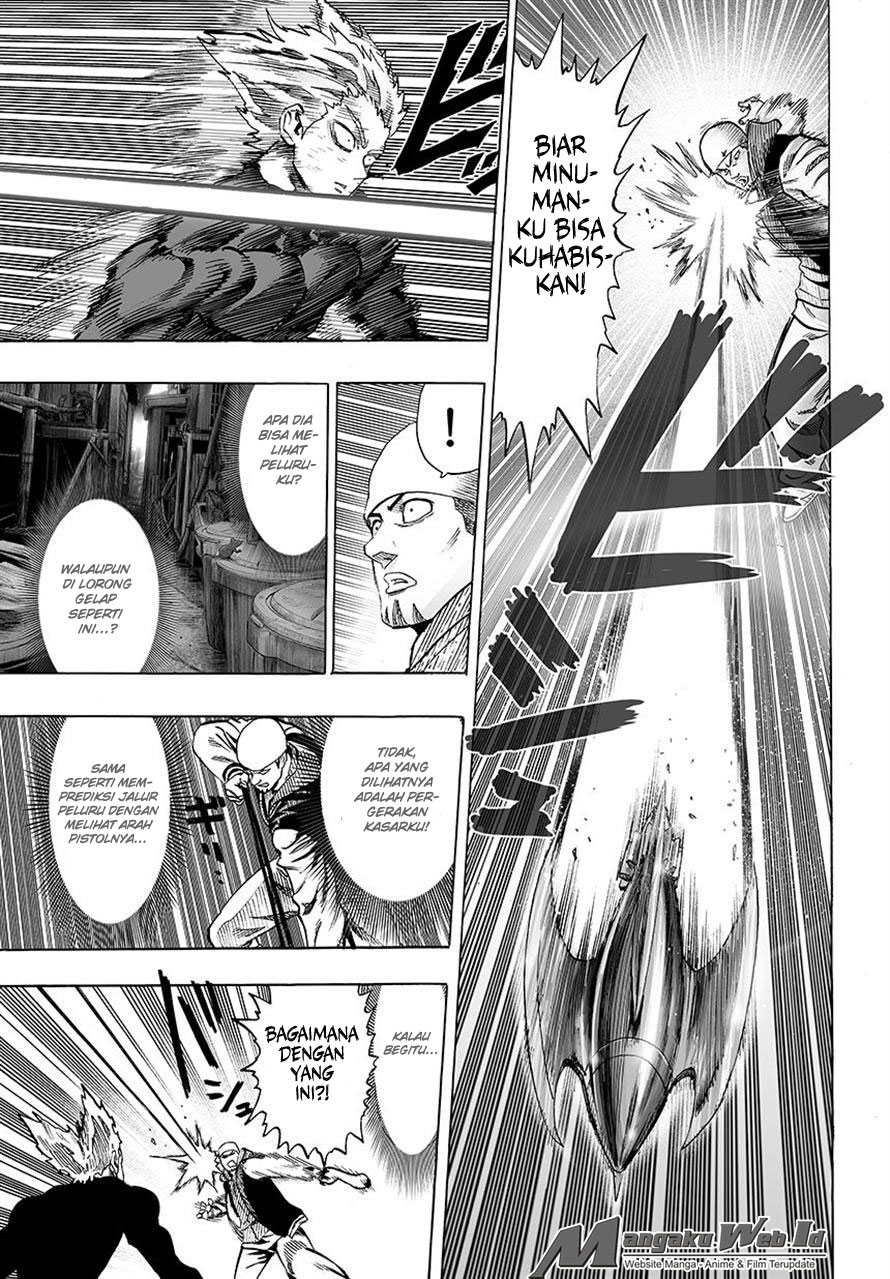 BIAR
MINU-
MAN-
KU BISA
KUHABIS-
KAN!
ビッ
!
APA DIA
BISA ME-
LIHAT
PELURU-
KU?
WALAUPUN
DI LORONG
GELAP
SEPERTI
INI...?
TIDAK,
APA YANG
DILIHATNYA
ADALAH PER-
GERAKAN
KASARKU!
SAMA
SEPERTI MEM-
PREDIKSI JALUR
PELURU DENGAN
MELIHAT ARAH
PISTOLNYA...
KALAU
BEGITU...
BAGAIMANA
DENGAN
YANG
INI?!
Mangaku Web.Id
Website Manga - Anime & Film Terupdate